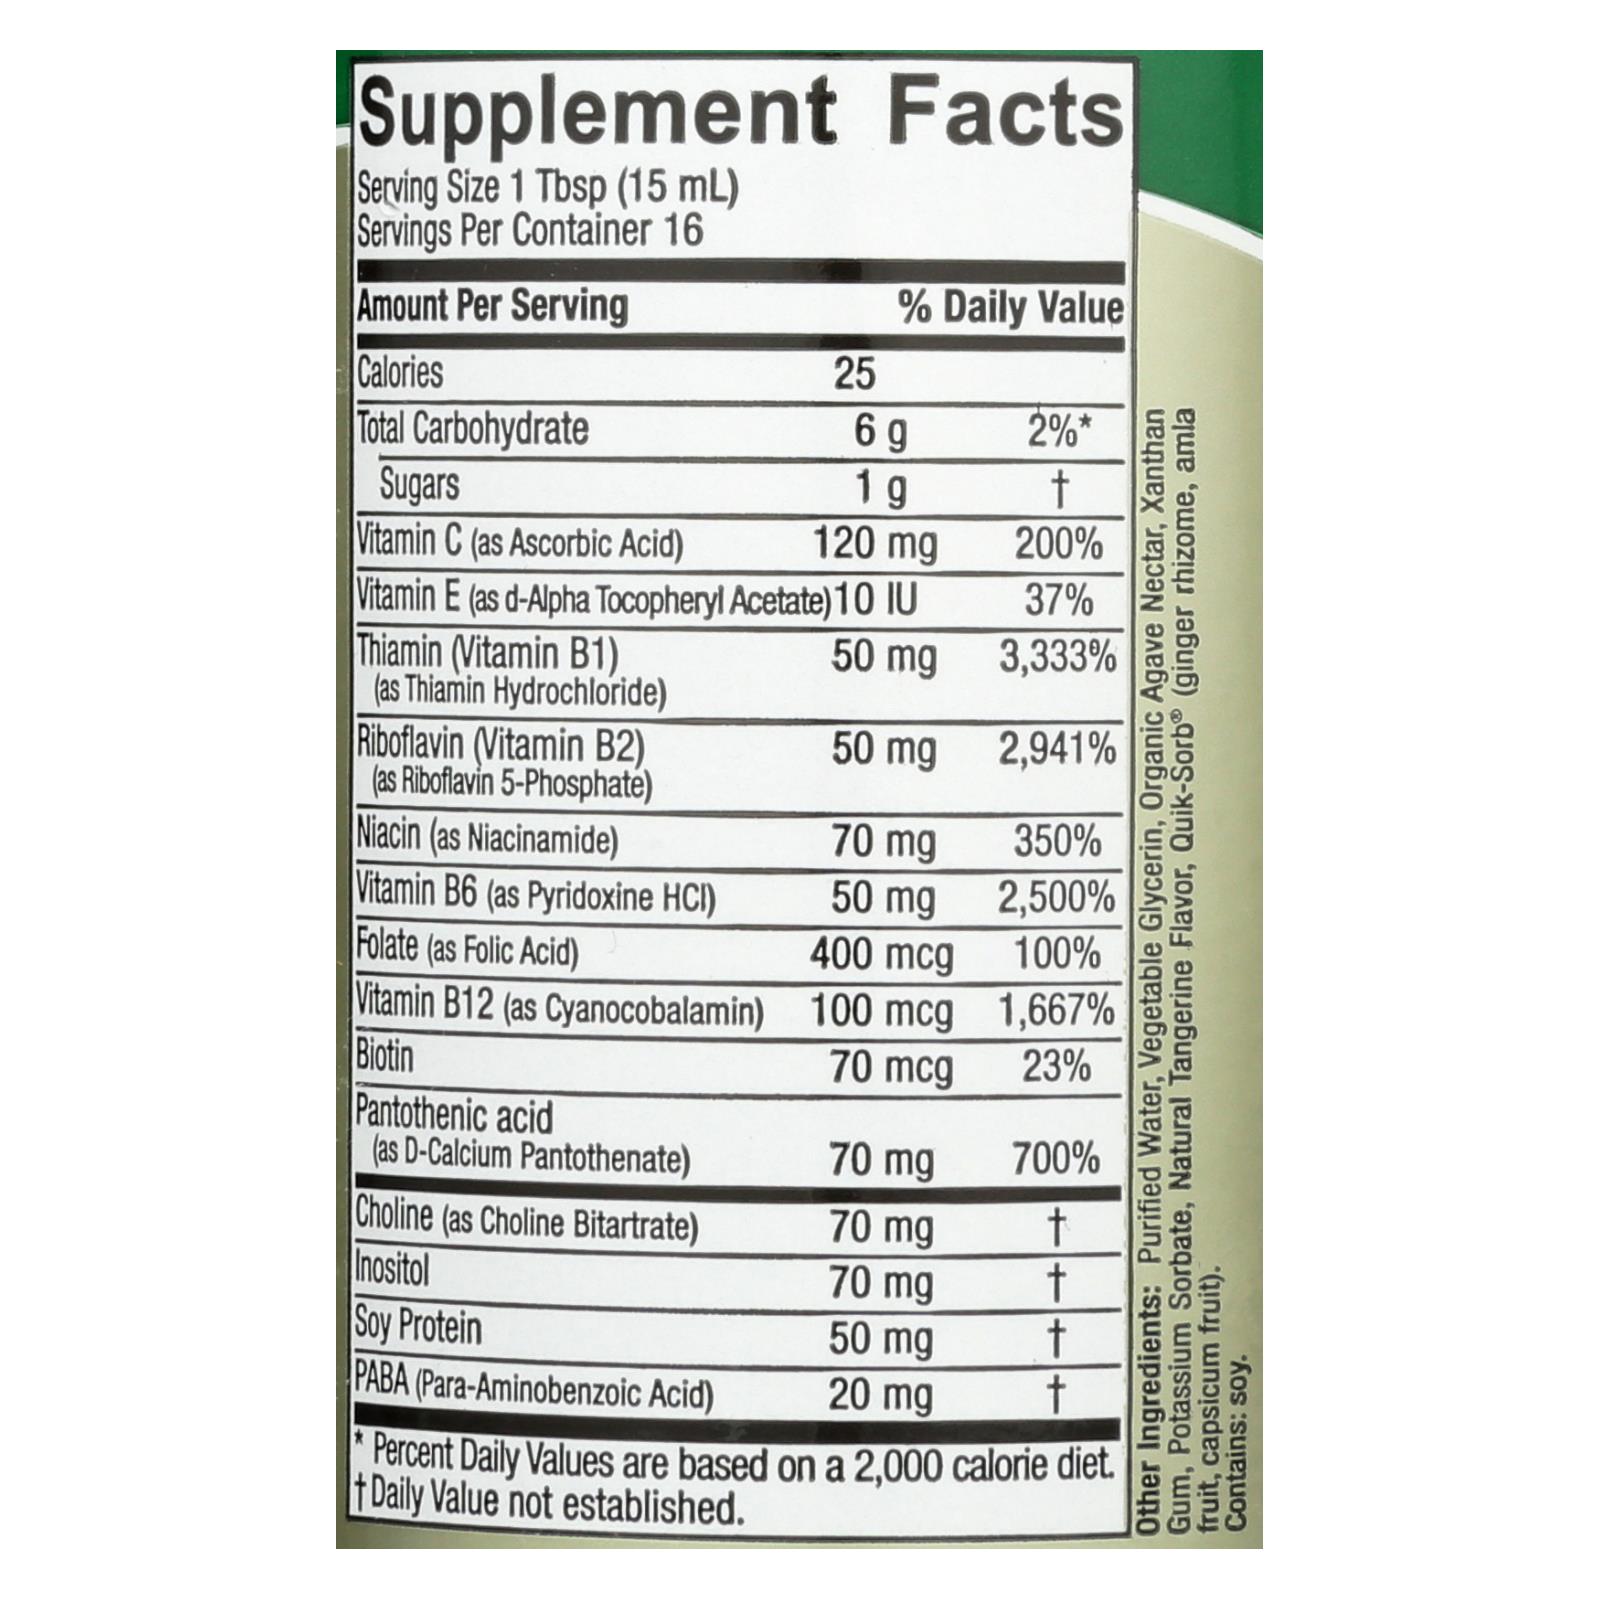 Supplement Facts
Serving Size 1 Tbsp (15 mL)
Servings Per Container 16
Amount Per Serving % Daily Value
Calories 25
Total Carbohydrate 6 g 2%*
Sugars 1 g †
Vitamin C (as Ascorbic Acid) 120 mg 200%
Vitamin E (as d-Alpha Tocopheryl Acetate) 10 IU 37%
Thiamin (Vitamin B1) 50 mg 3,333%
(as Thiamin Hydrochloride)
Riboflavin (Vitamin B2) 50 mg 2,941%
(as Riboflavin 5-Phosphate)
Niacin (as Niacinamide) 70 mg 350%
Vitamin B6 (as Pyridoxine HCl) 50 mg 2,500%
Folate (as Folic Acid) 400 mcg 100%
Vitamin B12 (as Cyanocobalamin) 100 mcg 1,667%
Biotin 70 mcg 23%
Pantothenic acid
(as D-Calcium Pantothenate) 70 mg 700%
Choline (as Choline Bitartrate) 70 mg †
Inositol 70 mg †
Soy Protein 50 mg †
PABA (Para-Aminobenzoic Acid) 20 mg †
* Percent Daily Values are based on a 2,000 calorie diet.
† Daily Value not established.
Other Ingredients: Purified Water, Vegetable Glycerin, Organic Agave Nectar, Xanthan
Gum, Potassium Sorbate, Natural Tangerine Flavor, Quik-Sorb® (ginger rhizome, amla
fruit, capsicum fruit).
Contains: soy.